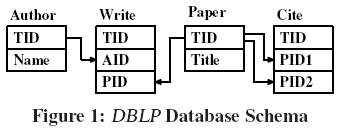 Author Write Paper Cite
TID TID TID TID
Name AID Title PID1
PID PID2
Figure 1: DBLP Database Schema